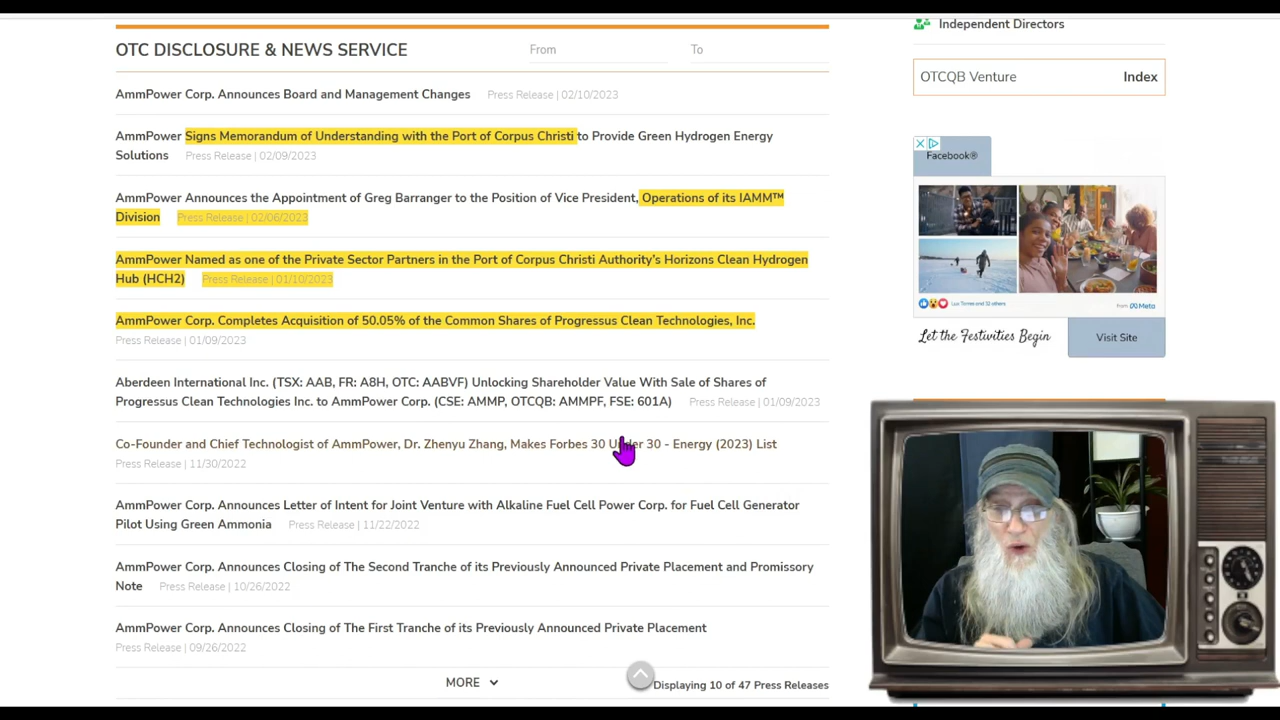 Independent Directors
OTC DISCLOSURE & NEWS SERVICE
From
To
OTCQB Venture
Index
AmmPower Corp. Announces Board and Management Changes Press Release | 02/10/2023
AmmPower Signs Memorandum of Understanding with the Port of Corpus Christi to Provide Green Hydrogen Energy
Solutions Press Release | 02/09/2023
AmmPower Announces the Appointment of Greg Barranger to the Position of Vice President, Operations of its IAMM™
Division Press Release | 02/06/2023
AmmPower Named as one of the Private Sector Partners in the Port of Corpus Christi Authority's Horizons Clean Hydrogen
Hub (HCH2) Press Release | 01/10/2023
AmmPower Corp. Completes Acquisition of 50.05% of the Common Shares of Progressus Clean Technologies, Inc.
Press Release | 01/09/2023
Aberdeen International Inc. (TSX: AAB, FR: A8H, OTC: AABVF) Unlocking Shareholder Value With Sale of Shares of
Progressus Clean Technologies Inc. to AmmPower Corp. (CSE: AMMP, OTCQB: AMMPF, FSE: 601A) Press Release | 01/09/2023
Co-Founder and Chief Technologist of AmmPower, Dr. Zhenyu Zhang, Makes Forbes 30 Under 30 - Energy (2023) List
Press Release | 11/30/2022
AmmPower Corp. Announces Letter of Intent for Joint Venture with Alkaline Fuel Cell Power Corp. for Fuel Cell Generator
Pilot Using Green Ammonia Press Release | 11/22/2022
AmmPower Corp. Announces Closing of The Second Tranche of its Previously Announced Private Placement and Promissory
Note Press Release | 10/26/2022
AmmPower Corp. Announces Closing of The First Tranche of its Previously Announced Private Placement
Press Release | 09/26/2022
MORE
Displaying 10 of 47 Press Releases
Facebook®
from Meta
Let the Festivities Begin
Visit Site